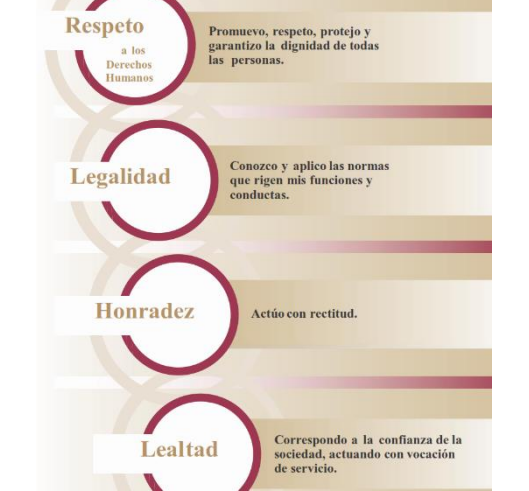 Respeto
a los
Derechos
Humanos
Promuevo, respeto, protejo y
garantizo la dignidad de todas
las personas.
Legalidad
Conozco y aplico las normas
que rigen mis funciones y
conductas.
Honradez
Actúo con rectitud.
Lealtad
Correspondo a la confianza de la
sociedad, actuando con vocación
de servicio.